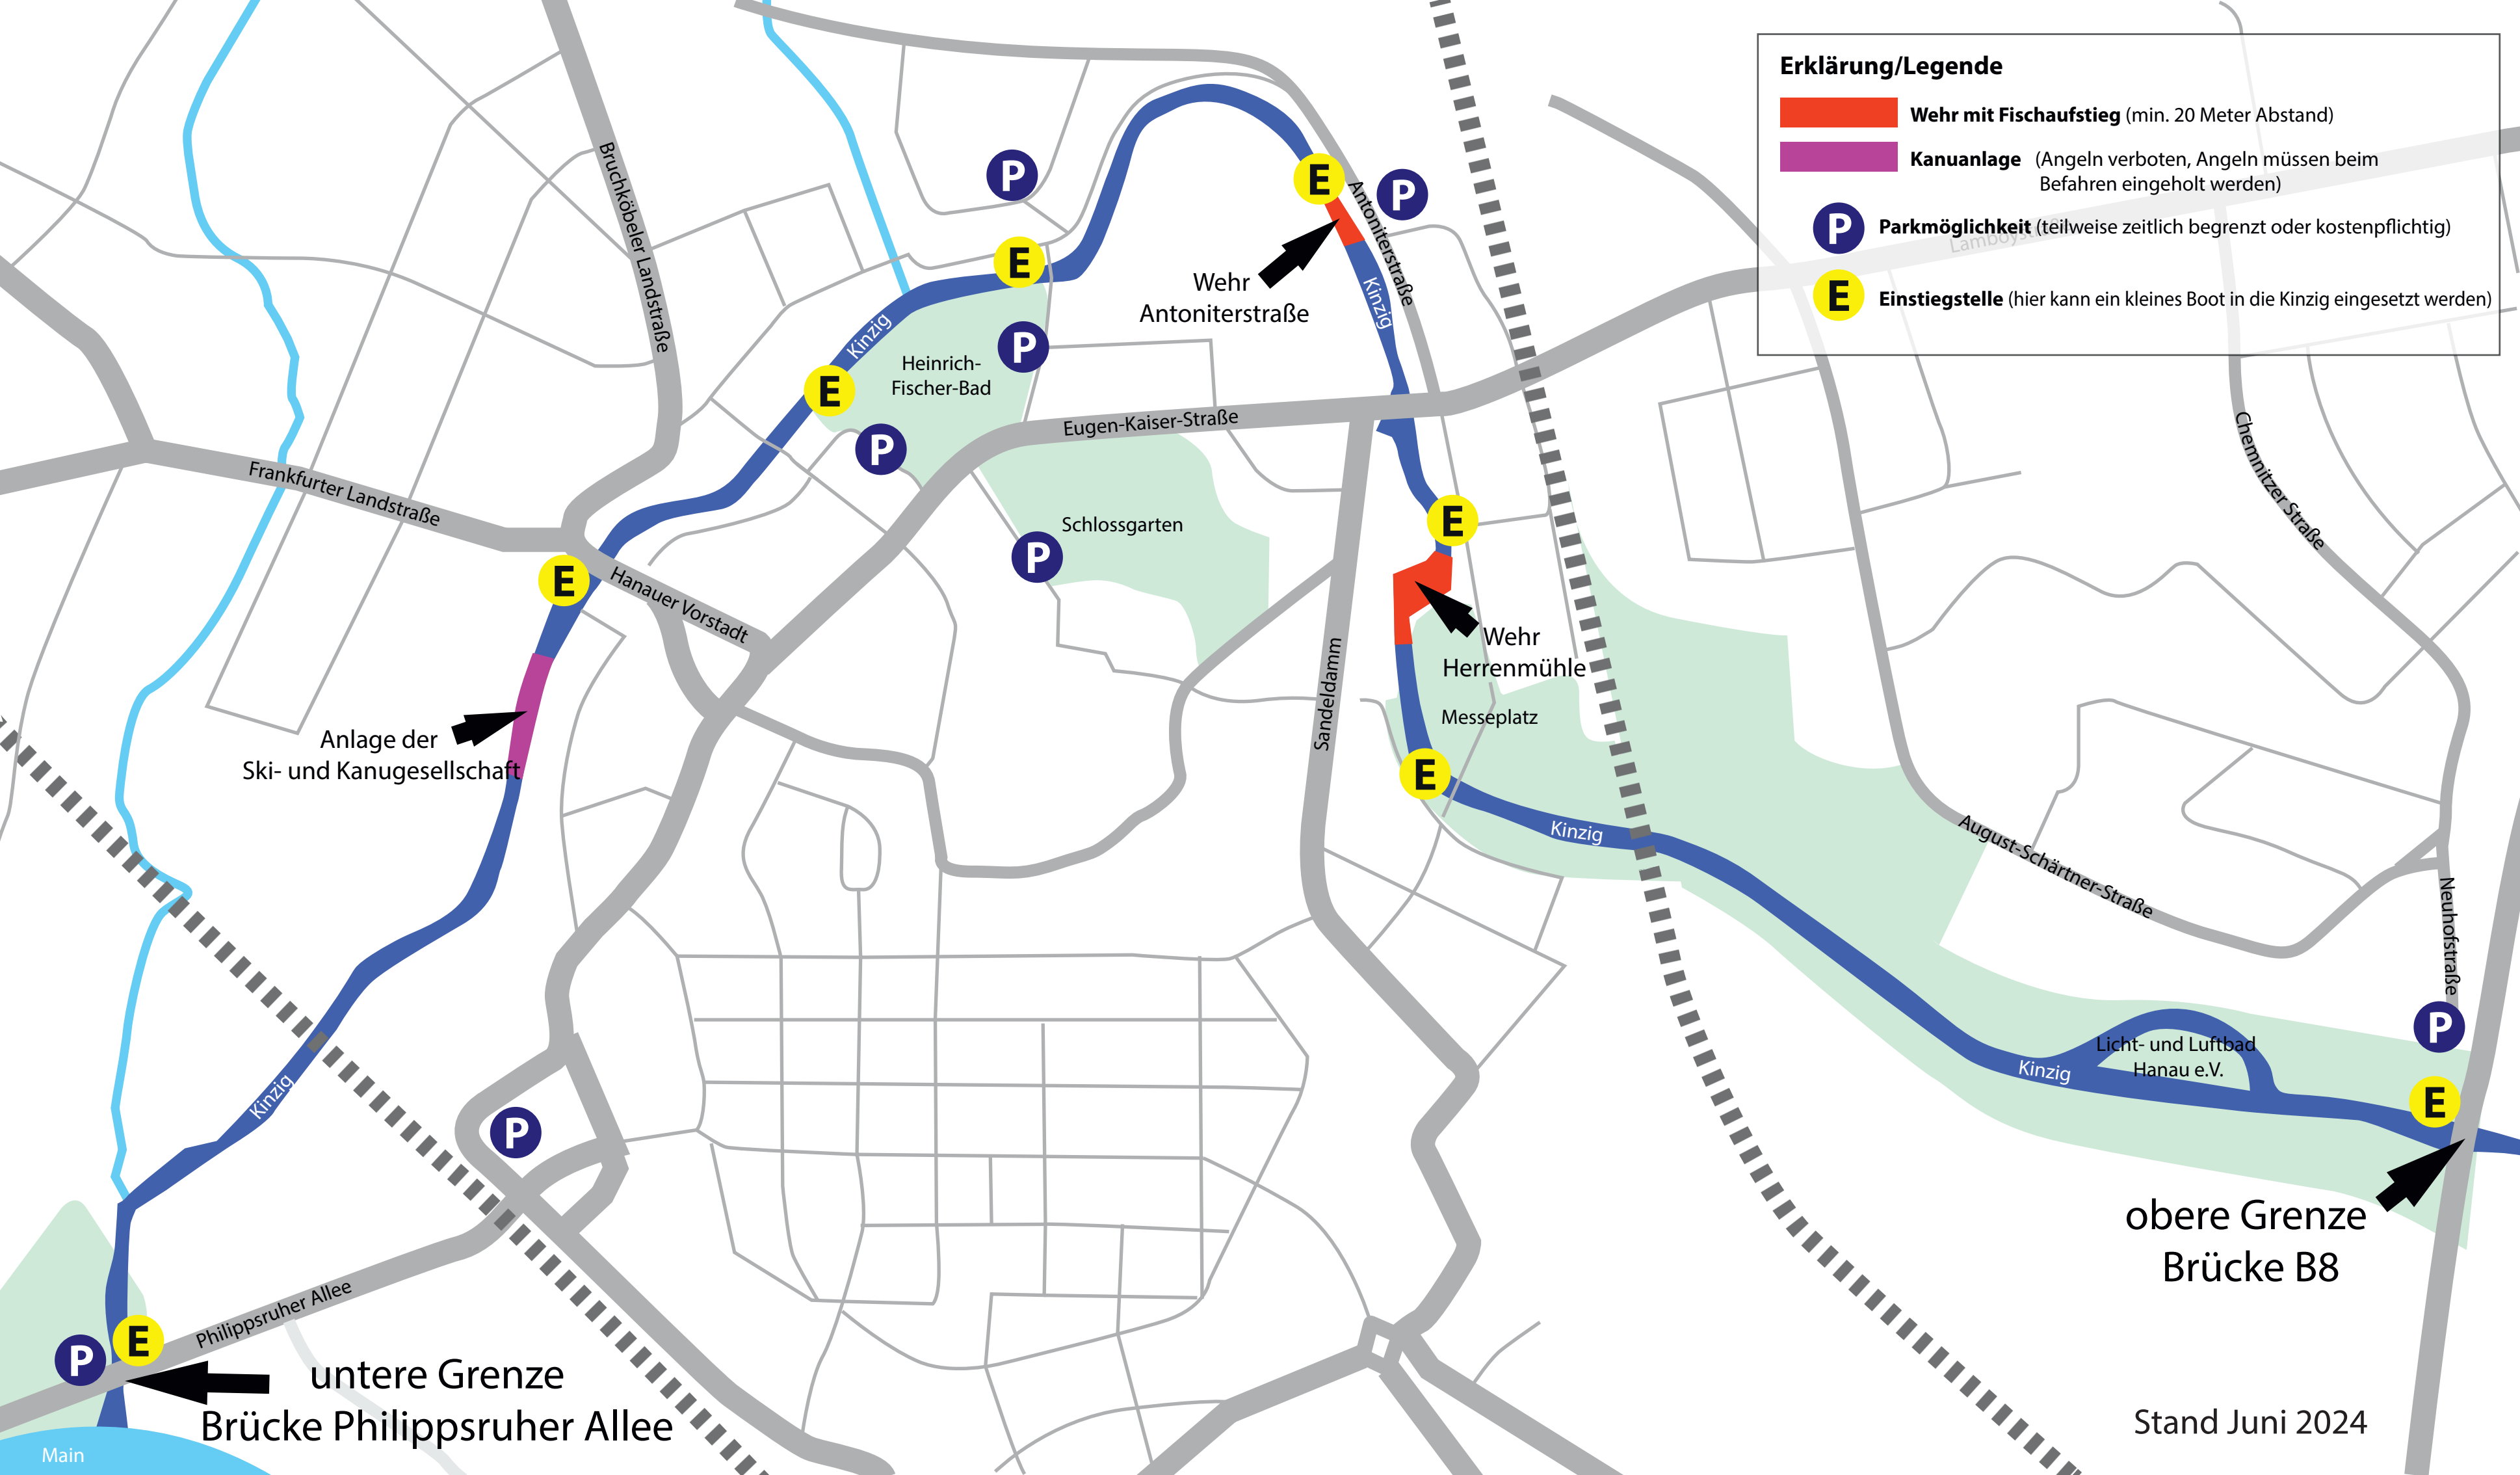 Erklärung/Legende
Wehr mit Fischaufstieg (min. 20 Meter Abstand)
Kanuanlage (Angeln verboten, Angeln müssen beim
Befahren eingeholt werden)
P Parkmöglichkeit (teilweise zeitlich begrenzt oder kostenpflichtig)
E Einstiegstelle (hier kann ein kleines Boot in die Kinzig eingesetzt werden)
Bruchköbeler Landstraße
P
E
P
E
Antoniterstraße
Wehr
Antoniterstraße
Kinzig
Kinzig
Heinrich-
Fischer-Bad
P
E
P
Eugen-Kaiser-Straße
Frankfurter Landstraße
Schlossgarten
P
E
Chemnitzer Straße
E
Hanauer Vorstadt
Wehr
Herrenmühle
Sandeldamm
Messeplatz
Anlage der
Ski- und Kanugesellschaft
E
Kinzig
August-Schärtner-Straße
Neuhofstraße
P
Licht- und Luftbad
Hanau e.V.
Kinzig
E
Kinzig
P
obere Grenze
Brücke B8
Philippsruher Allee
P
E
untere Grenze
Brücke Philippsruher Allee
Main
Stand Juni 2024